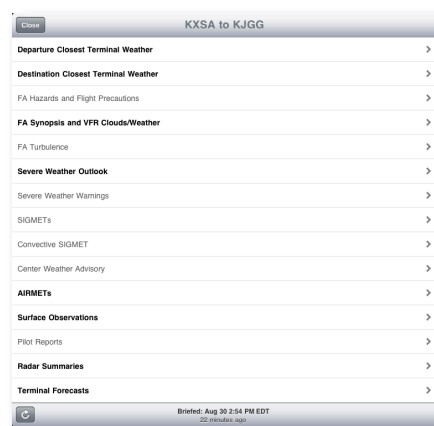 Close
KXSA to KJGG
Departure Closest Terminal Weather
Destination Closest Terminal Weather
FA Hazards and Flight Precautions
FA Synopsis and VFR Clouds/Weather
FA Turbulence
Severe Weather Outlook
Severe Weather Warnings
SIGMETs
Convective SIGMET
Center Weather Advisory
AIRMETs
Surface Observations
Pilot Reports
Radar Summaries
Terminal Forecasts
Briefed: Aug 30 2:54 PM EDT
22 minutes ago